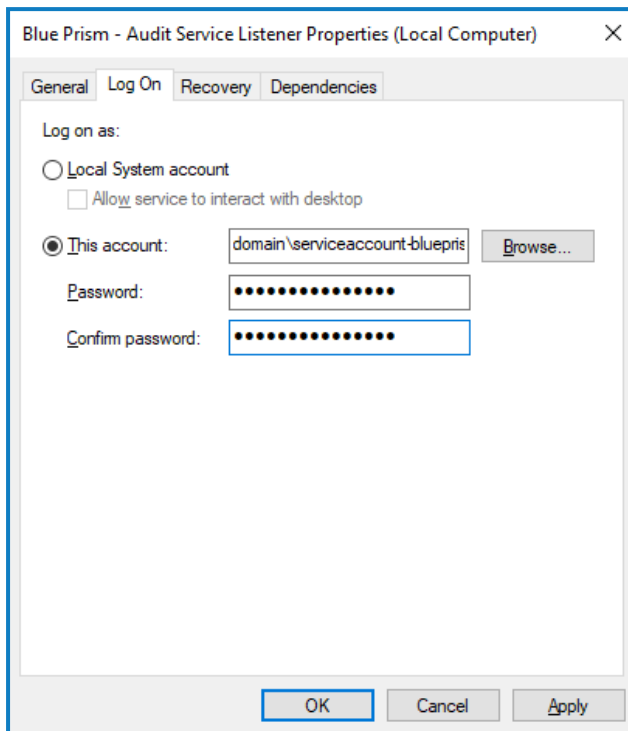 Blue Prism - Audit Service Listener Properties (Local Computer)
General Log On Recovery Dependencies
Log on as:
Local System account
Allow service to interact with desktop
This account: domain\serviceaccount-bluepris Browse...
Password: ●●●●●●●●●●●●●●●
Confirm password: ●●●●●●●●●●●●●●●
OK Cancel Apply